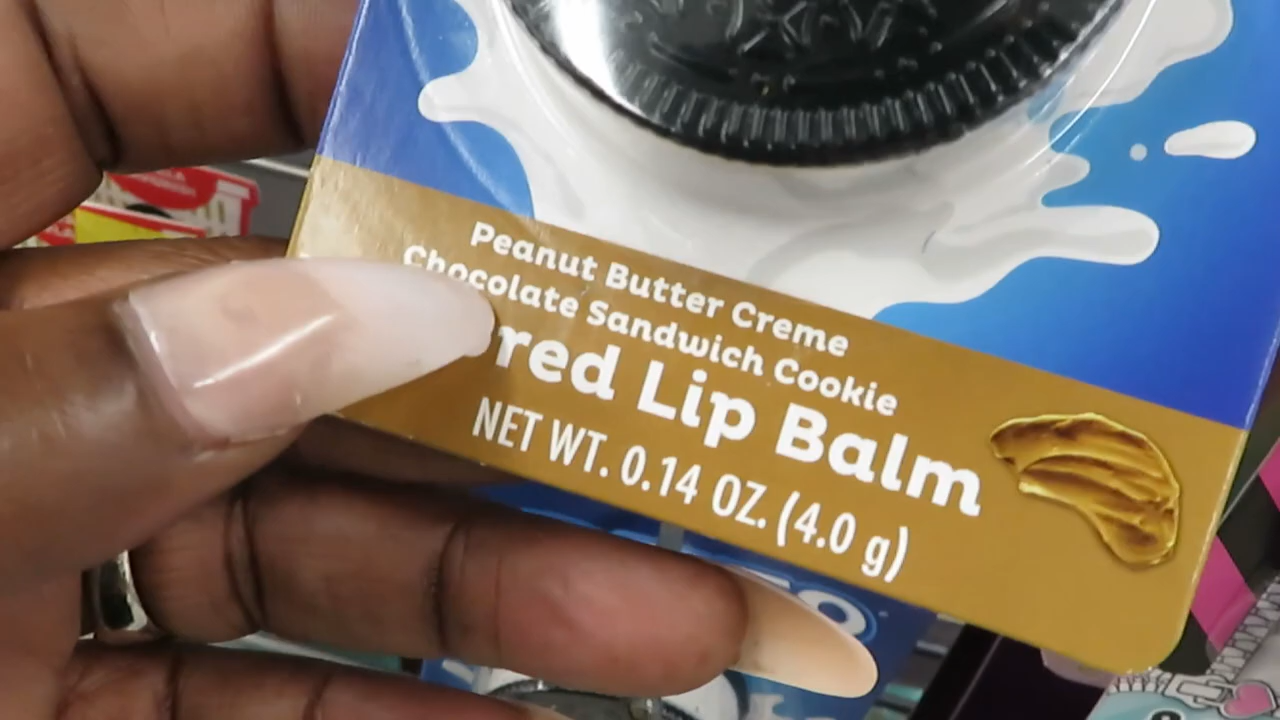 Peanut Butter Creme
Chocolate Sandwich Cookie
red Lip Balm
NET WT. 0.14 OZ. (4.0 g)